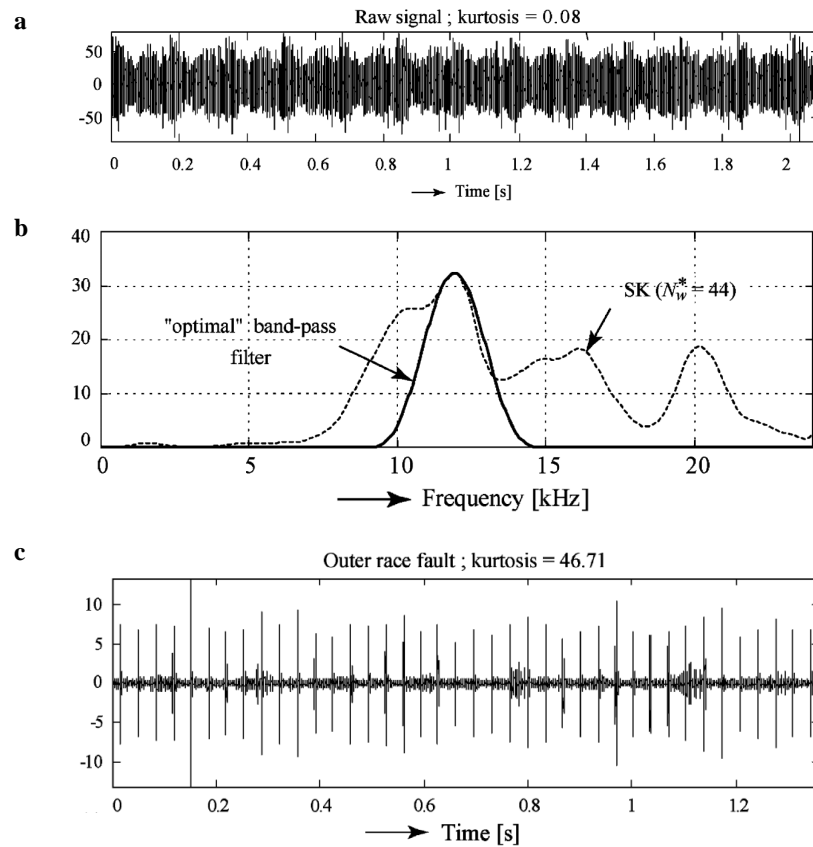 a
Raw signal ; kurtosis = 0.08
50
0
-50
0 0.2 0.4 0.6 0.8 1 1.2 1.4 1.6 1.8 2
Time [s]
b
40
30
20
10
0
"optimal" band-pass
filter
SK (N*w = 44)
0 5 10 15 20
Frequency [kHz]
c
Outer race fault ; kurtosis = 46.71
10
5
0
-5
-10
0 0.2 0.4 0.6 0.8 1 1.2
Time [s]